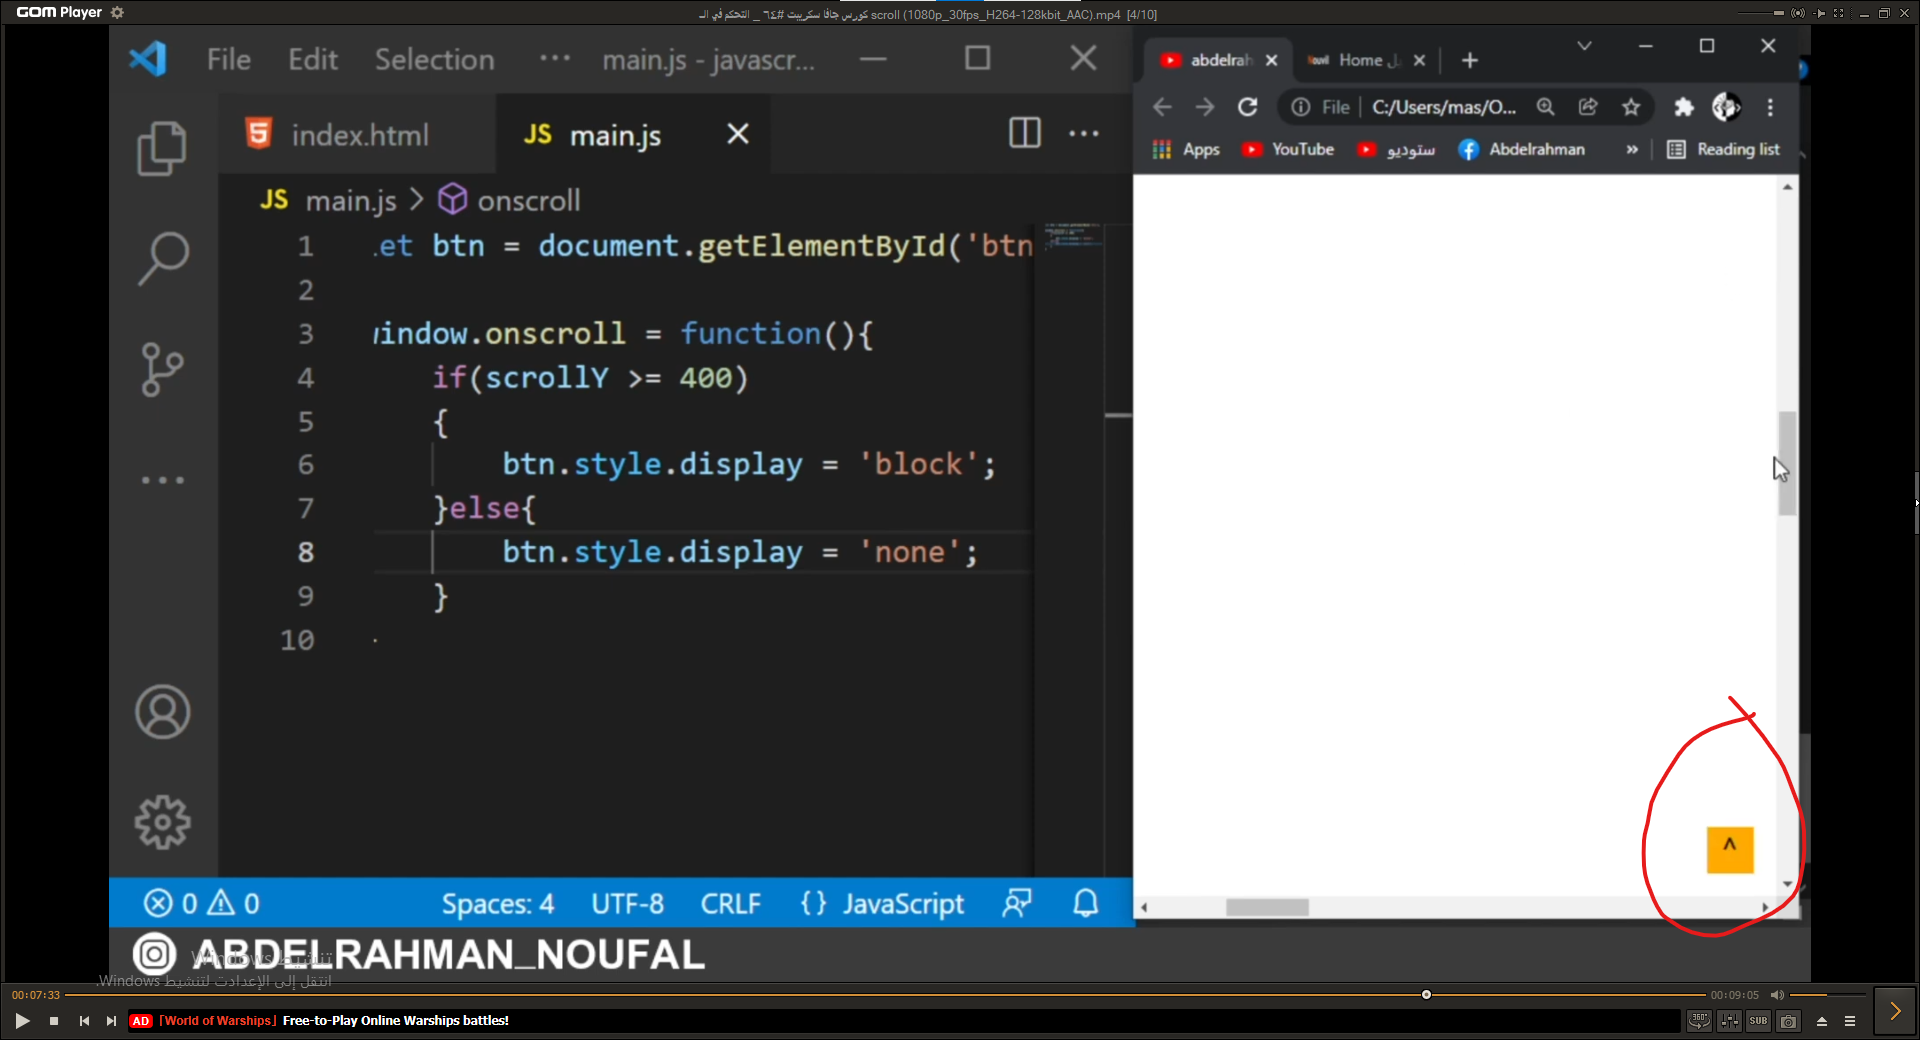 GOM Player
كورس جافا سكريبت #٦٤ _ التحكم في الـ scroll (1080p_30fps_H264-128kbit_AAC).mp4 [4/10]
File Edit Selection ··· main.js - javascr...
index.html
JS main.js
JS main.js > onscroll
1 et btn = document.getElementById('btn
2
3 window.onscroll = function(){
4 if(scrollY >= 400)
5 {
6 btn.style.display = 'block';
7 }else{
8 btn.style.display = 'none';
9 }
10
0 0 Spaces: 4 UTF-8 CRLF {} JavaScript
abdelrah
Home
File C:/Users/mas/O...
Apps YouTube ستوديو Abdelrahman » Reading list
^
ABDELRAHMAN_NOUFAL
تنشيط Windows
انتقل إلى الإعدادات لتنشيط Windows.
00:07:33 00:09:05
AD [World of Warships] Free-to-Play Online Warships battles!
360° SUB